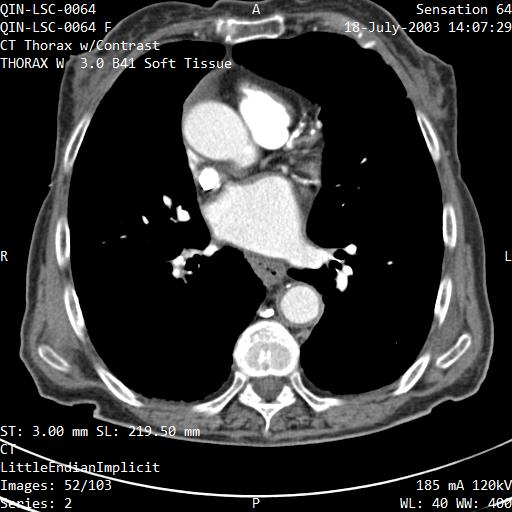 QIN-LSC-0064
A
Sensation 64
QIN-LSC-0064 F
18-July-2003 14:07:29
CT Thorax w/Contrast
THORAX W 3.0 B41 Soft Tissue
R
L
ST: 3.00 mm SL: 219.50 mm
CT
LittleEndianImplicit
Images: 52/103
185 mA 120kV
Series: 2
P
WL: 40 WW: 400